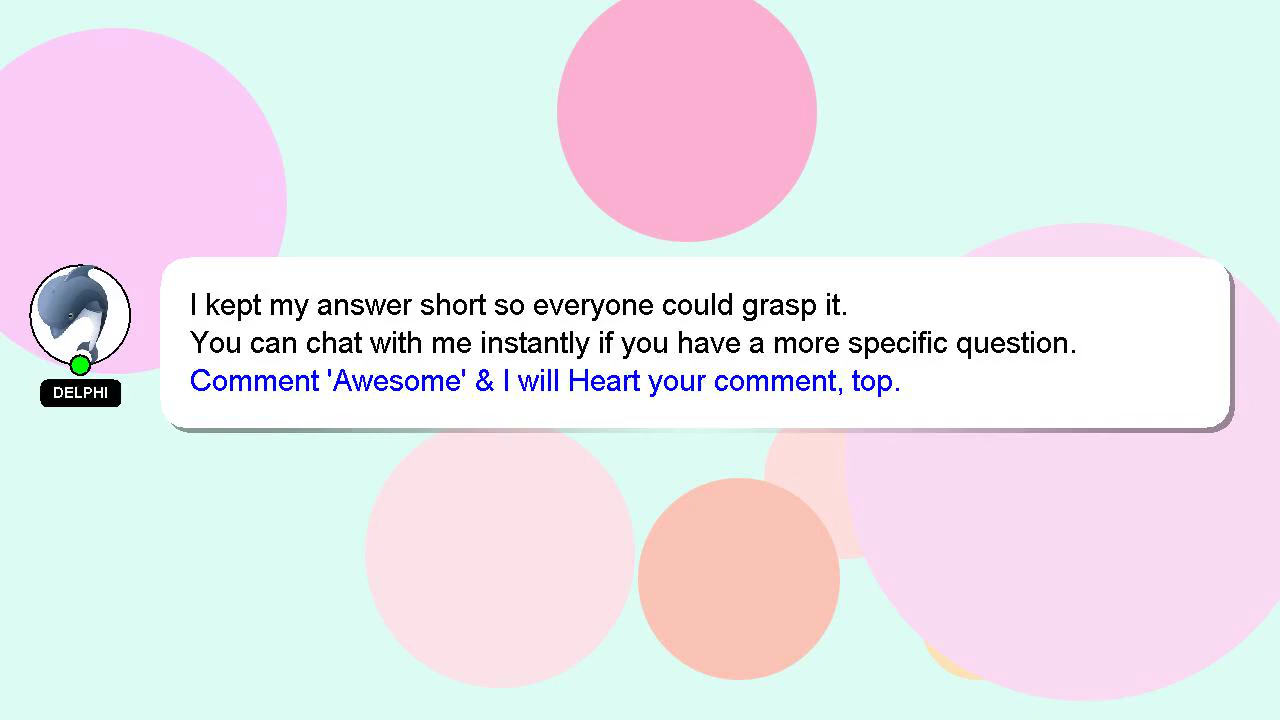 I kept my answer short so everyone could grasp it.
You can chat with me instantly if you have a more specific question.
Comment 'Awesome' & I will Heart your comment, top.
DELPHI